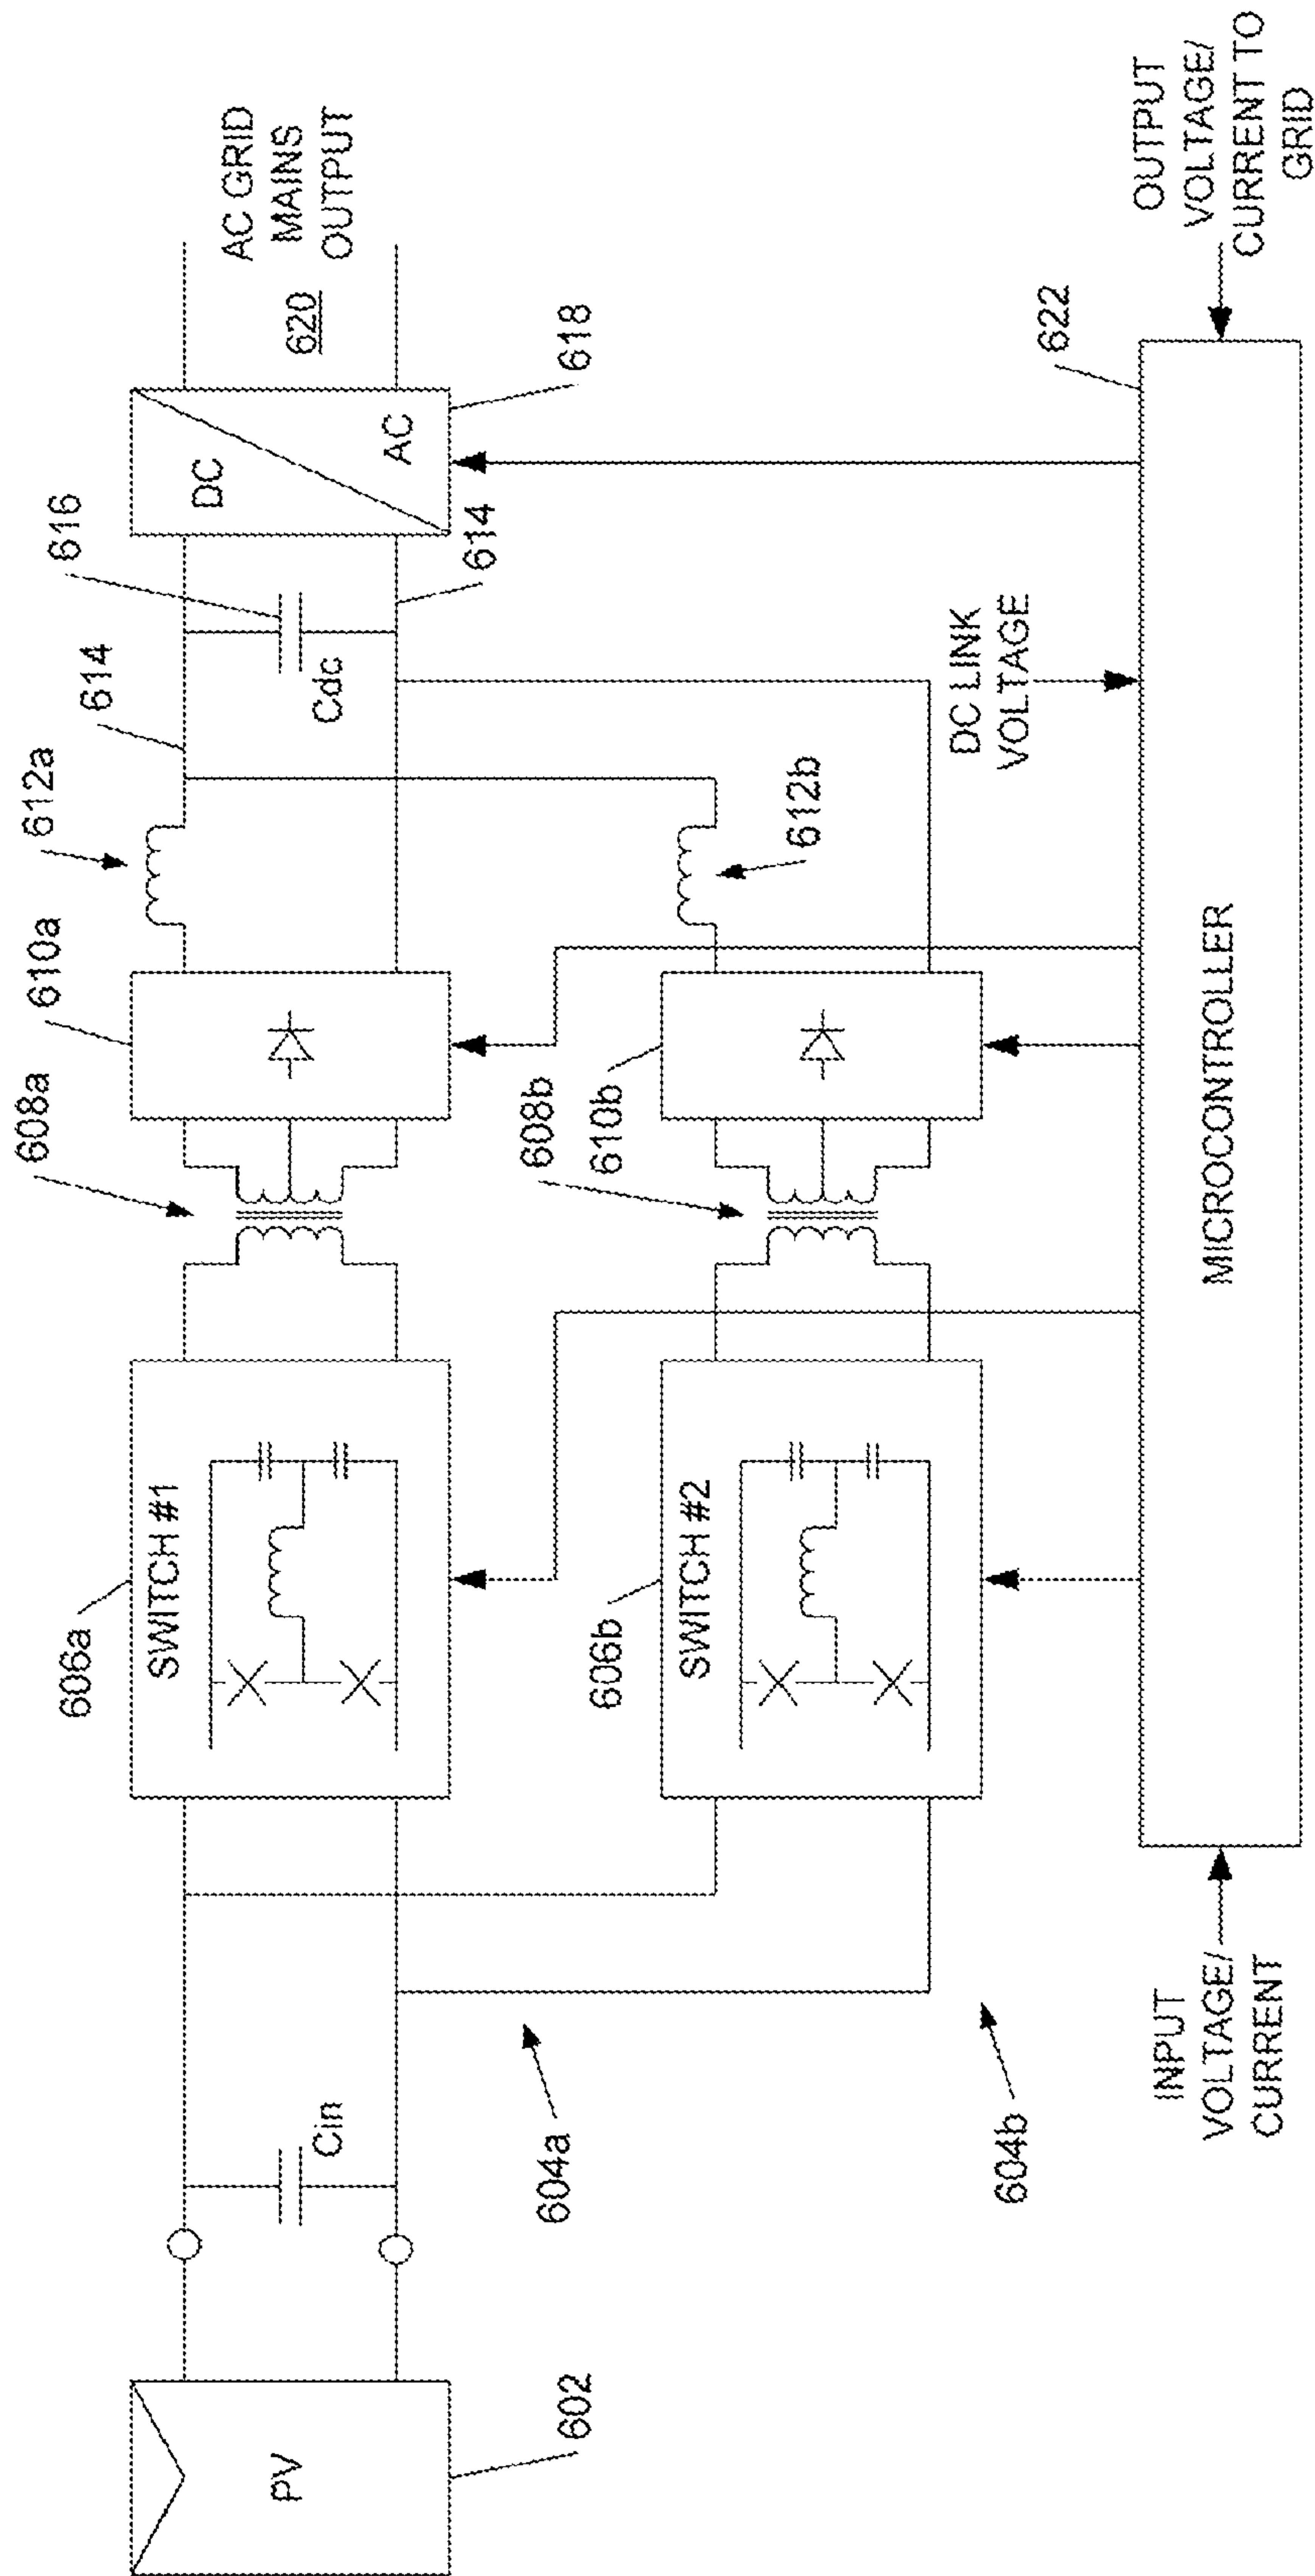 PV
602
Cin
604a
604b
606a
SWITCH #1
606b
SWITCH #2
608a
608b
610a
610b
612a
612b
614
616
Cdc
614
DC
AC
618
AC GRID
MAINS
OUTPUT
620
DC LINK
VOLTAGE
622
MICROCONTROLLER
INPUT
VOLTAGE/
CURRENT
OUTPUT
VOLTAGE/
CURRENT TO
GRID